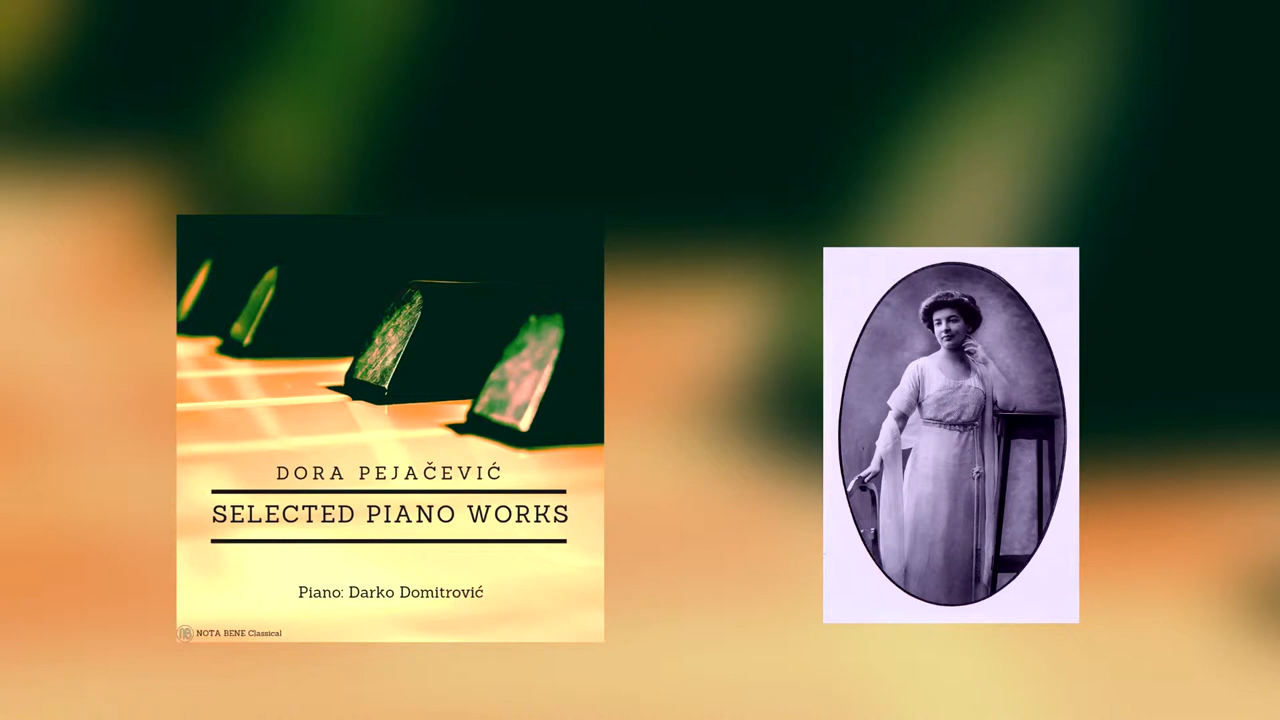 DORA PEJAČEVIĆ
SELECTED PIANO WORKS
Piano: Darko Domitrović
NOTA BENE Classical